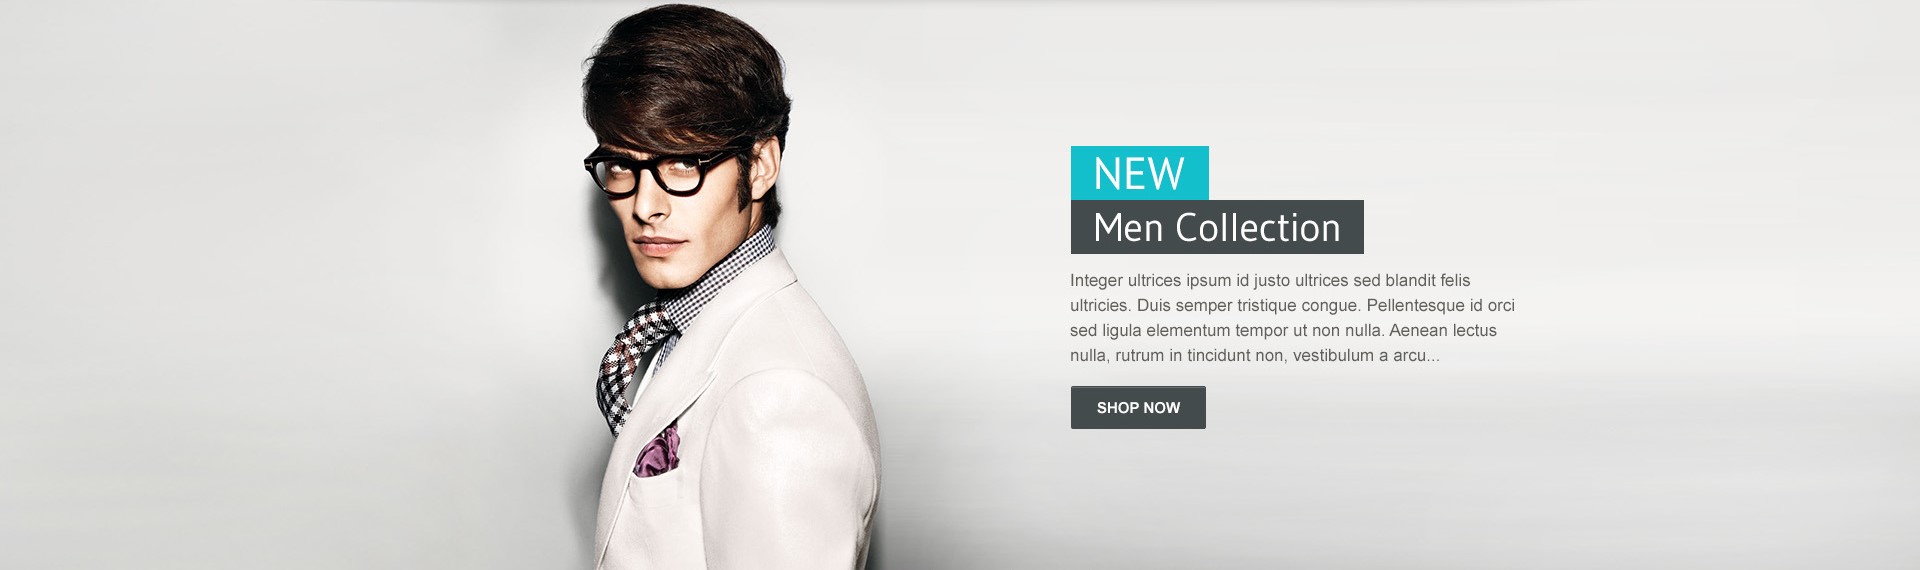 NEW
Men Collection
Integer ultrices ipsum id justo ultrices sed blandit felis
ultricies. Duis semper tristique congue. Pellentesque id orci
sed ligula elementum tempor ut non nulla. Aenean lectus
nulla, rutrum in tincidunt non, vestibulum a arcu...
SHOP NOW